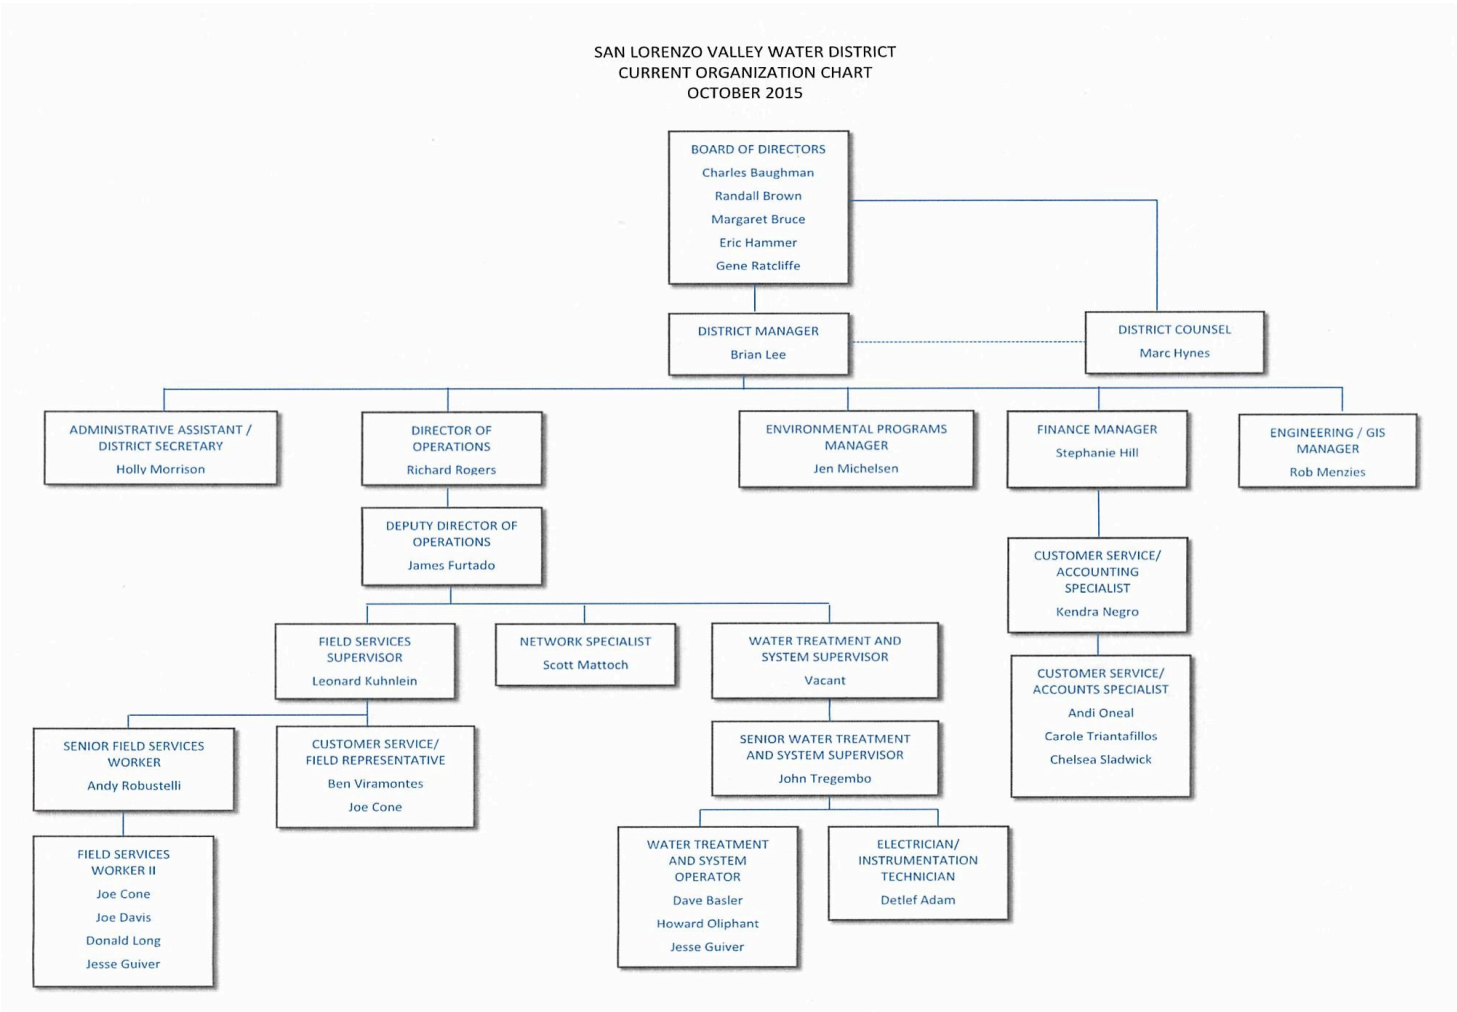 SAN LORENZO VALLEY WATER DISTRICT
CURRENT ORGANIZATION CHART
OCTOBER 2015
BOARD OF DIRECTORS
Charles Baughman
Randall Brown
Margaret Bruce
Eric Hammer
Gene Ratcliffe
DISTRICT MANAGER
Brian Lee
DISTRICT COUNSEL
Marc Hynes
ADMINISTRATIVE ASSISTANT /
DISTRICT SECRETARY
Holly Morrison
DIRECTOR OF
OPERATIONS
Richard Rogers
ENVIRONMENTAL PROGRAMS
MANAGER
Jen Michelsen
FINANCE MANAGER
Stephanie Hill
ENGINEERING / GIS
MANAGER
Rob Menzies
DEPUTY DIRECTOR OF
OPERATIONS
James Furtado
CUSTOMER SERVICE/
ACCOUNTING
SPECIALIST
Kendra Negro
FIELD SERVICES
SUPERVISOR
Leonard Kuhnlein
NETWORK SPECIALIST
Scott Mattoch
WATER TREATMENT AND
SYSTEM SUPERVISOR
Vacant
CUSTOMER SERVICE/
ACCOUNTS SPECIALIST
Andi Oneal
Carole Triantafillos
Chelsea Sladwick
SENIOR FIELD SERVICES
WORKER
Andy Robustelli
CUSTOMER SERVICE/
FIELD REPRESENTATIVE
Ben Viramontes
Joe Cone
SENIOR WATER TREATMENT
AND SYSTEM SUPERVISOR
John Tregembo
FIELD SERVICES
WORKER II
Joe Cone
Joe Davis
Donald Long
Jesse Guiver
WATER TREATMENT
AND SYSTEM
OPERATOR
Dave Basler
Howard Oliphant
Jesse Guiver
ELECTRICIAN/
INSTRUMENTATION
TECHNICIAN
Detlef Adam